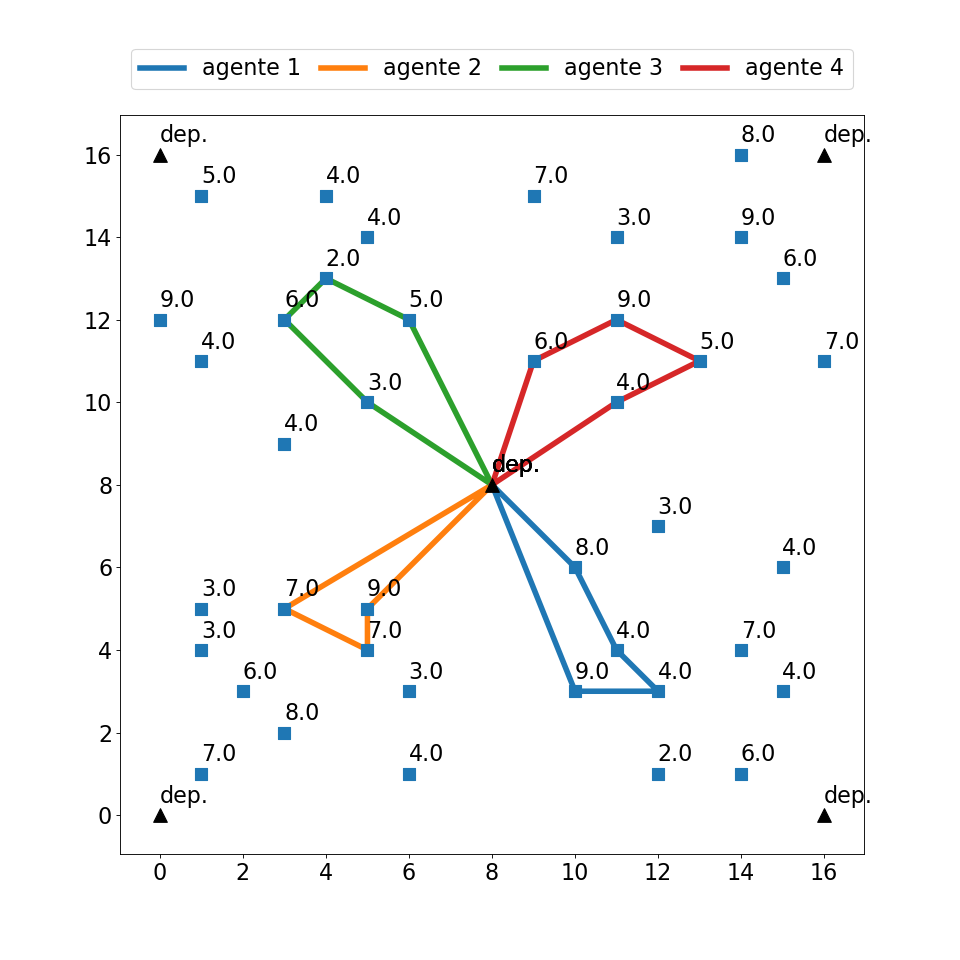 agente 1 agente 2 agente 3 agente 4
dep. 8.0 dep.
16
5.0 4.0 7.0
4.0 3.0 9.0
14
2.0 6.0
9.0 6.0 5.0 9.0
12
4.0 6.0 5.0 7.0
3.0 4.0
10
4.0
dep.
8
3.0
8.0 4.0
6
3.0 7.0 9.0
3.0 7.0 4.0 7.0
4
6.0 3.0 9.0 4.0 4.0
8.0
2
7.0 4.0 2.0 6.0
dep. dep.
0
0 2 4 6 8 10 12 14 16